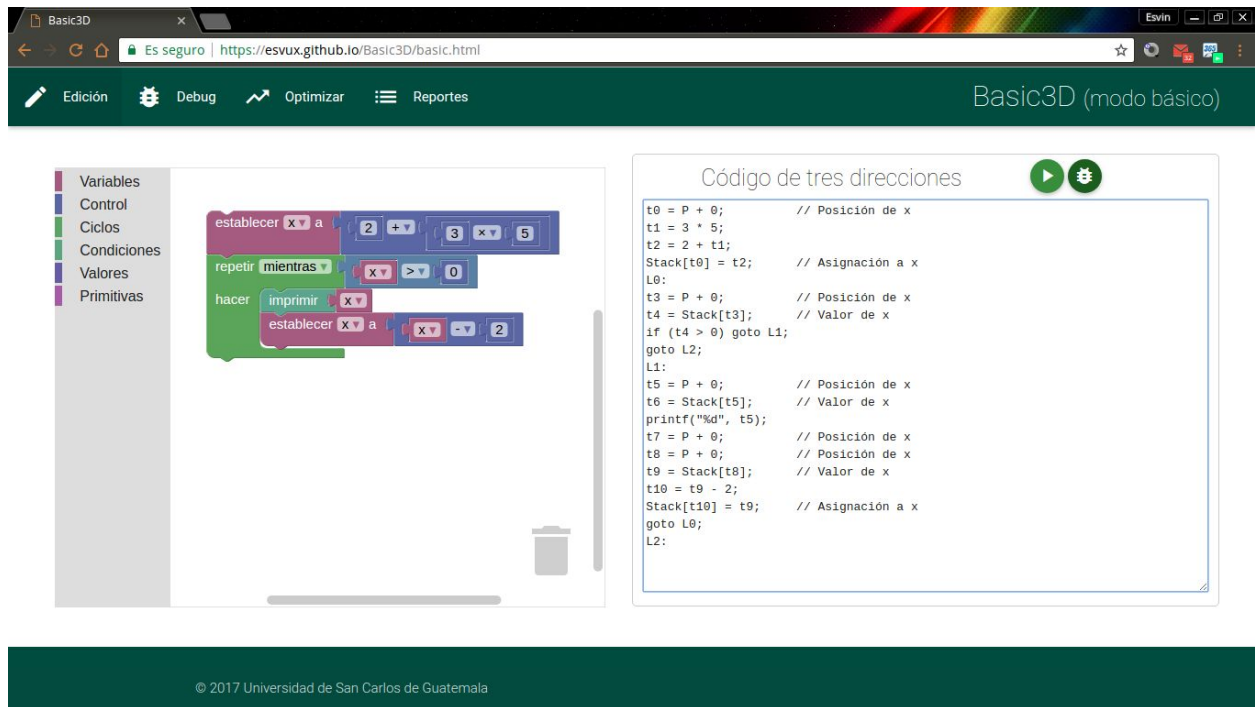 Basic3D
Esvin
Es seguro | https://esvux.github.io/Basic3D/basic.html
32
365
Edición Debug Optimizar Reportes
Basic3D (modo básico)
Variables
Control
Ciclos
Condiciones
Valores
Primitivas
establecer x a 2 + 3 × 5
repetir mientras x > 0
hacer imprimir x
establecer x a x - 2
Código de tres direcciones
t0 = P + 0; // Posición de x
t1 = 3 * 5;
t2 = 2 + t1;
Stack[t0] = t2; // Asignación a x
L0:
t3 = P + 0; // Posición de x
t4 = Stack[t3]; // Valor de x
if (t4 > 0) goto L1;
goto L2;
L1:
t5 = P + 0; // Posición de x
t6 = Stack[t5]; // Valor de x
printf("%d", t5);
t7 = P + 0; // Posición de x
t8 = P + 0; // Posición de x
t9 = Stack[t8]; // Valor de x
t10 = t9 - 2;
Stack[t10] = t9; // Asignación a x
goto L0;
L2:
© 2017 Universidad de San Carlos de Guatemala